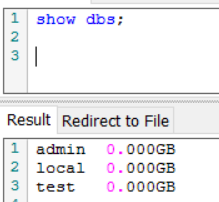 1 show dbs;
2
3
Result Redirect to File
1 admin 0.000GB
2 local 0.000GB
3 test 0.000GB